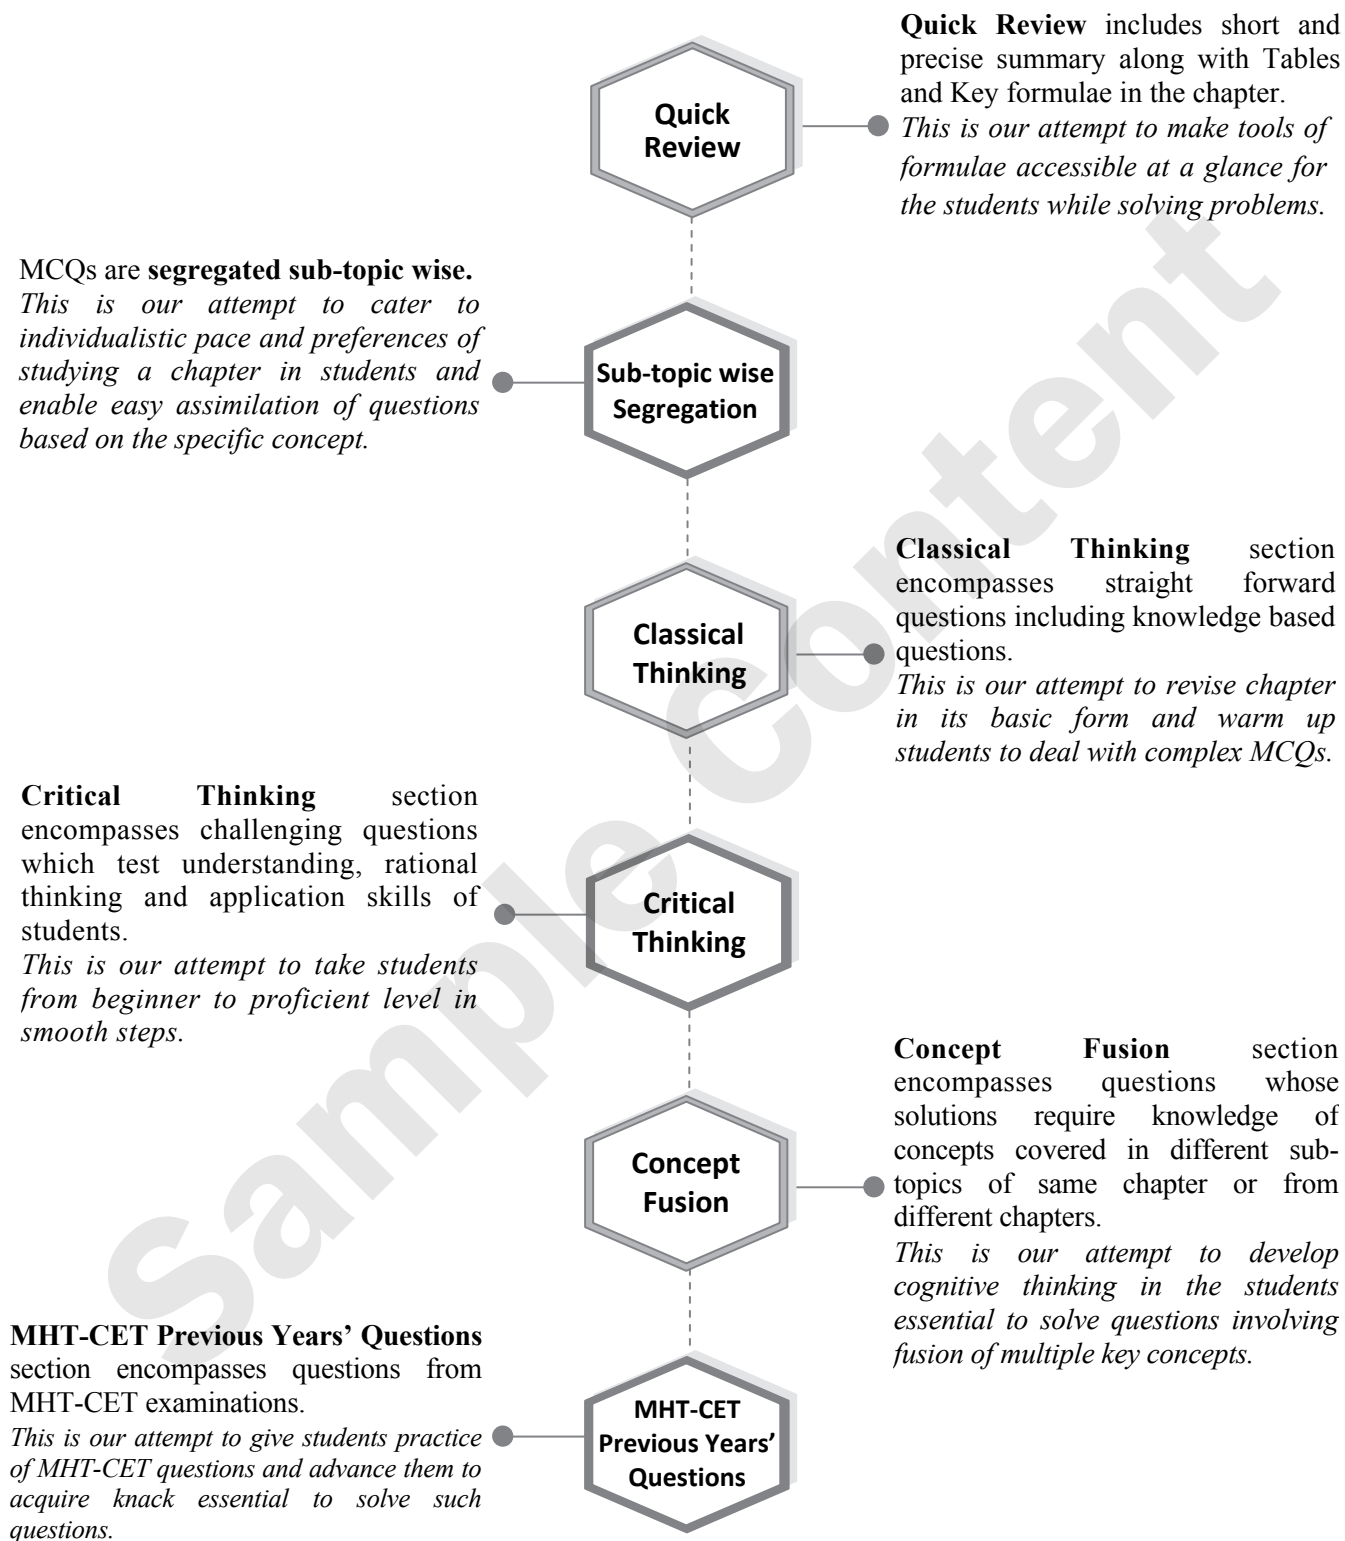 Quick Review includes short and
precise summary along with Tables
and Key formulae in the chapter.
This is our attempt to make tools of
formulae accessible at a glance for
the students while solving problems.
Quick
Review
MCQs are segregated sub-topic wise.
This is our attempt to cater to
individualistic pace and preferences of
studying a chapter in students and
enable easy assimilation of questions
based on the specific concept.
Sub-topic wise
Segregation
Classical Thinking section
encompasses straight forward
questions including knowledge based
questions.
This is our attempt to revise chapter
in its basic form and warm up
students to deal with complex MCQs.
Classical
Thinking
Critical Thinking section
encompasses challenging questions
which test understanding, rational
thinking and application skills of
students.
This is our attempt to take students
from beginner to proficient level in
smooth steps.
Critical
Thinking
Concept Fusion section
encompasses questions whose
solutions require knowledge of
concepts covered in different sub-
topics of same chapter or from
different chapters.
This is our attempt to develop
cognitive thinking in the students
essential to solve questions involving
fusion of multiple key concepts.
Concept
Fusion
MHT-CET Previous Years’ Questions
section encompasses questions from
MHT-CET examinations.
This is our attempt to give students practice
of MHT-CET questions and advance them to
acquire knack essential to solve such
questions.
MHT-CET
Previous Years’
Questions
Sample Content